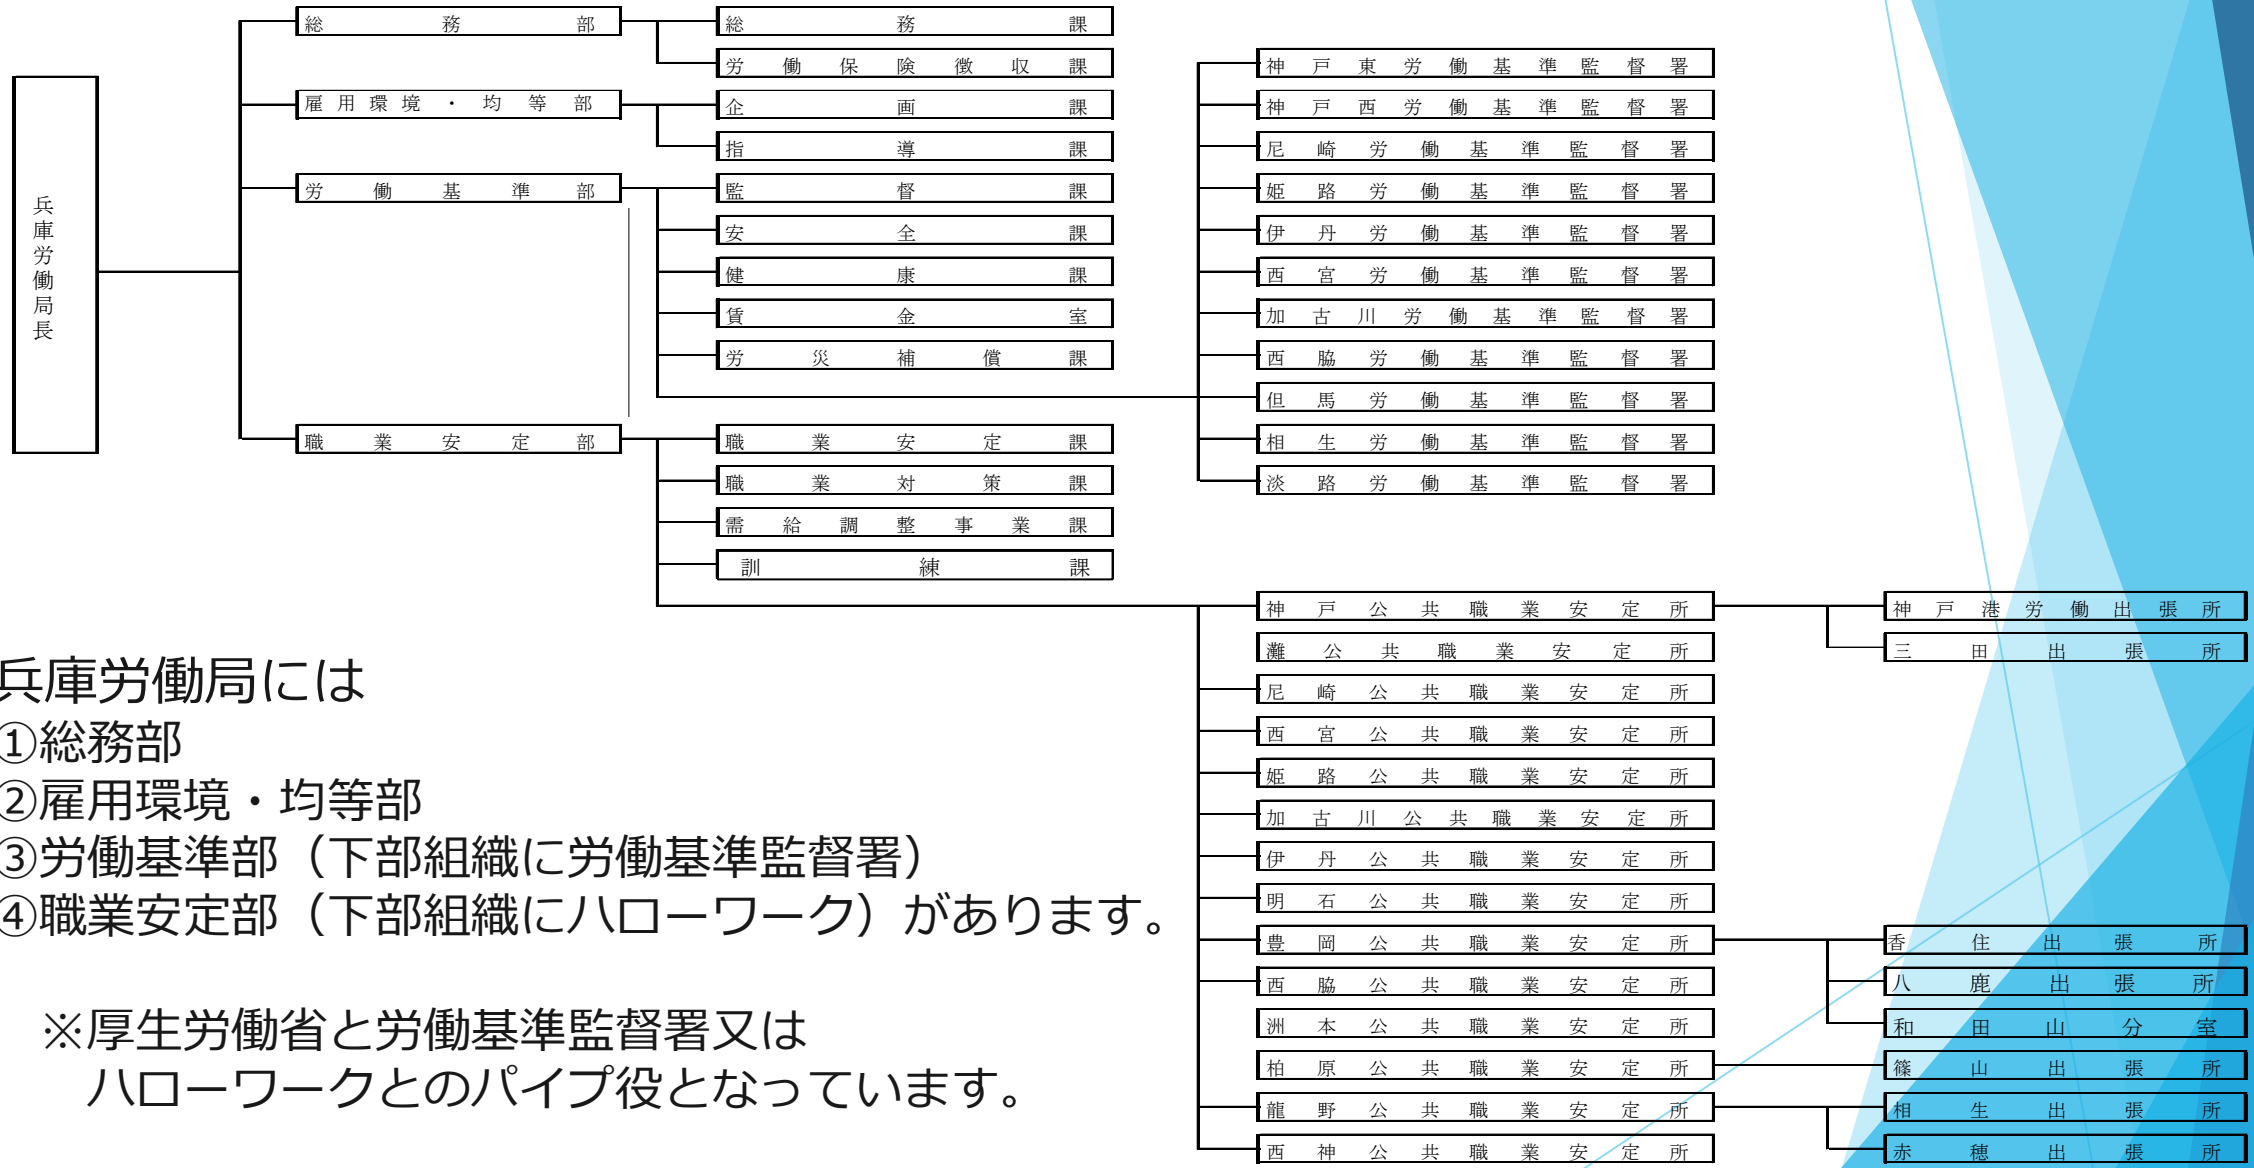 兵庫労働局長
総務部
雇用環境・均等部
労働基準部
職業安定部
総務課
労働保険徴収課
企画課
指導課
監督課
安全課
健康課
賃金室
労災補償課
職業安定課
職業対策課
需給調整事業課
訓練課
神戸東労働基準監督署
神戸西労働基準監督署
尼崎労働基準監督署
姫路労働基準監督署
伊丹労働基準監督署
西宮労働基準監督署
加古川労働基準監督署
西脇労働基準監督署
但馬労働基準監督署
相生労働基準監督署
淡路労働基準監督署
神戸公共職業安定所
灘公共職業安定所
尼崎公共職業安定所
西宮公共職業安定所
姫路公共職業安定所
加古川公共職業安定所
伊丹公共職業安定所
明石公共職業安定所
豊岡公共職業安定所
西脇公共職業安定所
洲本公共職業安定所
柏原公共職業安定所
龍野公共職業安定所
西神公共職業安定所
神戸港労働出張所
三田出張所
香住出張所
八鹿出張所
和田山分室
篠山出張所
相生出張所
赤穂出張所
兵庫労働局には
①総務部
②雇用環境・均等部
③労働基準部（下部組織に労働基準監督署）
④職業安定部（下部組織にハローワーク）があります。
※厚生労働省と労働基準監督署又は
ハローワークとのパイプ役となっています。